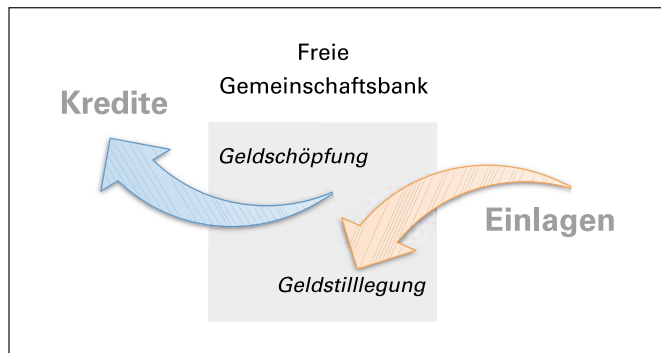 Freie
Gemeinschaftsbank
Kredite
Geldschöpfung
Einlagen
Geldstilllegung